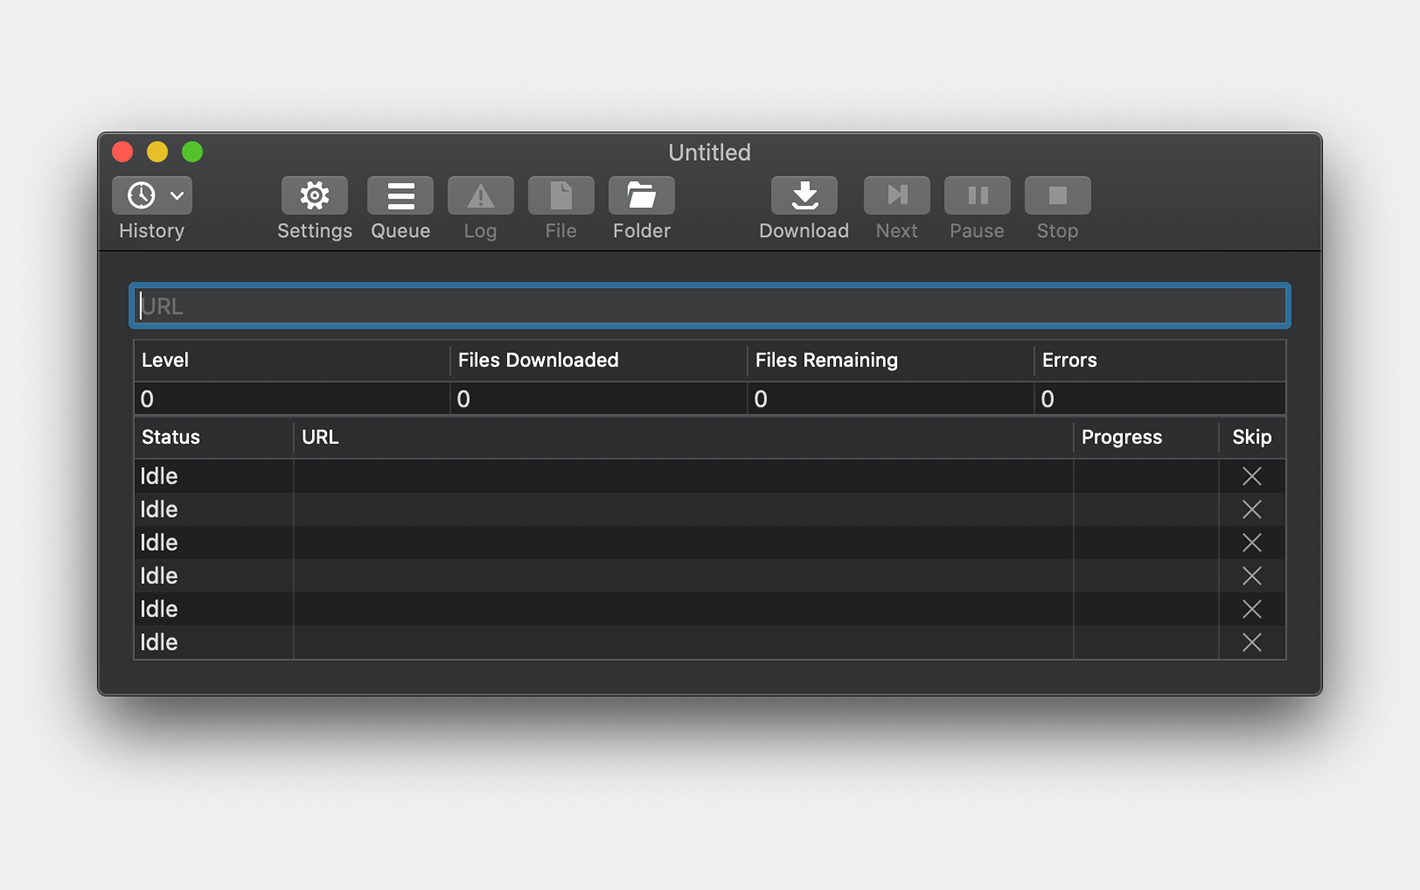 Untitled
History Settings Queue Log File Folder Download Next Pause Stop
URL
Level Files Downloaded Files Remaining Errors
0 0 0 0
Status URL Progress Skip
Idle
Idle
Idle
Idle
Idle
Idle